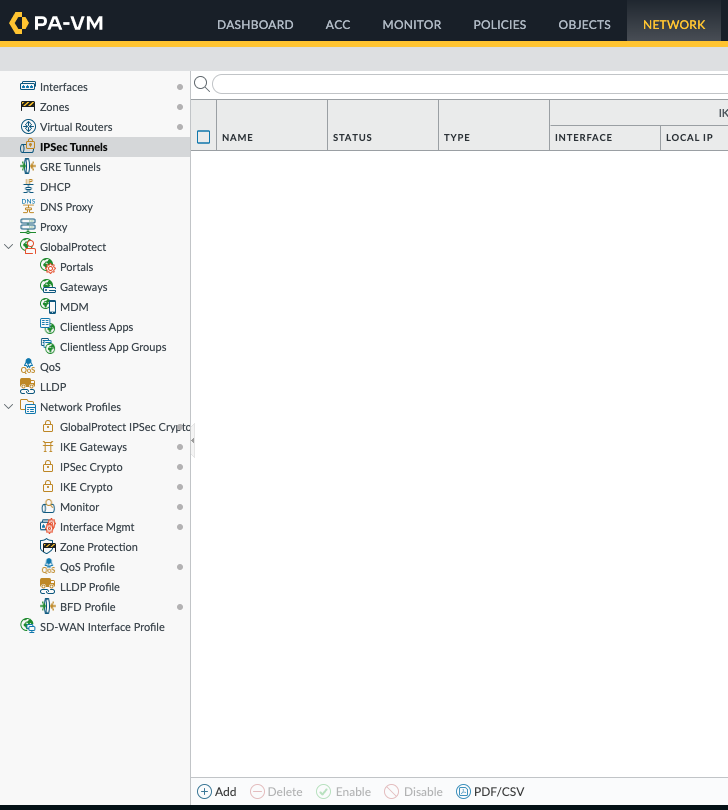 PA-VM
DASHBOARD ACC MONITOR POLICIES OBJECTS NETWORK
Interfaces
Zones
Virtual Routers
IPSec Tunnels
GRE Tunnels
DHCP
DNS Proxy
Proxy
GlobalProtect
Portals
Gateways
MDM
Clientless Apps
Clientless App Groups
QoS
LLDP
Network Profiles
GlobalProtect IPSec Crypto
IKE Gateways
IPSec Crypto
IKE Crypto
Monitor
Interface Mgmt
Zone Protection
QoS Profile
LLDP Profile
BFD Profile
SD-WAN Interface Profile
IK
NAME STATUS TYPE INTERFACE LOCAL IP
Add Delete Enable Disable PDF/CSV